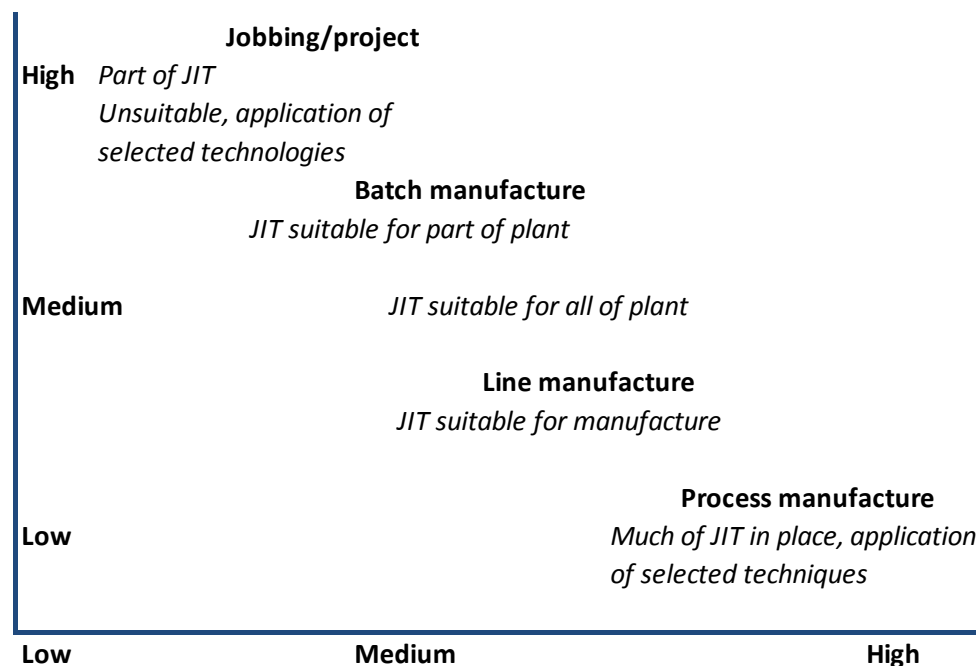 Jobbing/project
High Part of JIT
Unsuitable, application of
selected technologies
Batch manufacture
JIT suitable for part of plant
Medium JIT suitable for all of plant
Line manufacture
JIT suitable for manufacture
Process manufacture
Low Much of JIT in place, application
of selected techniques
Low Medium High